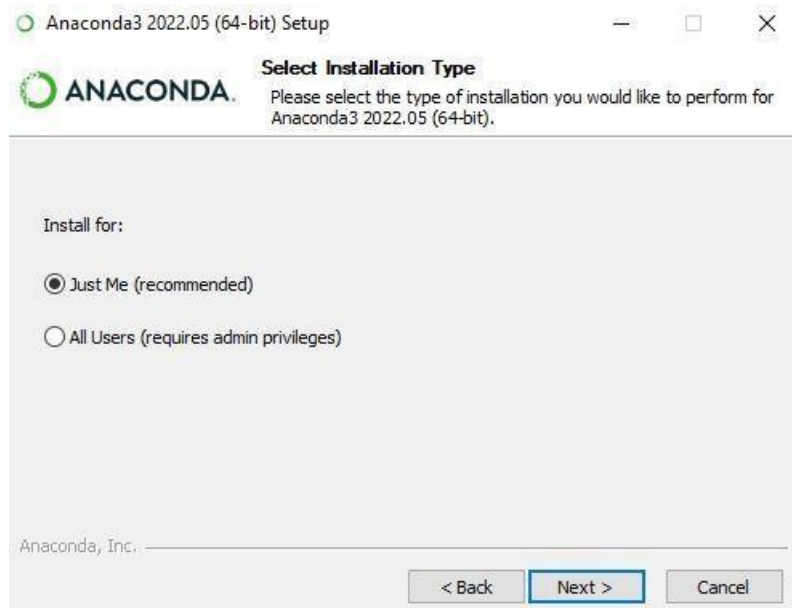 Anaconda3 2022.05 (64-bit) Setup
ANACONDA.
Select Installation Type
Please select the type of installation you would like to perform for
Anaconda3 2022.05 (64-bit).
Install for:
Just Me (recommended)
All Users (requires admin privileges)
Anaconda, Inc.
< Back
Next >
Cancel